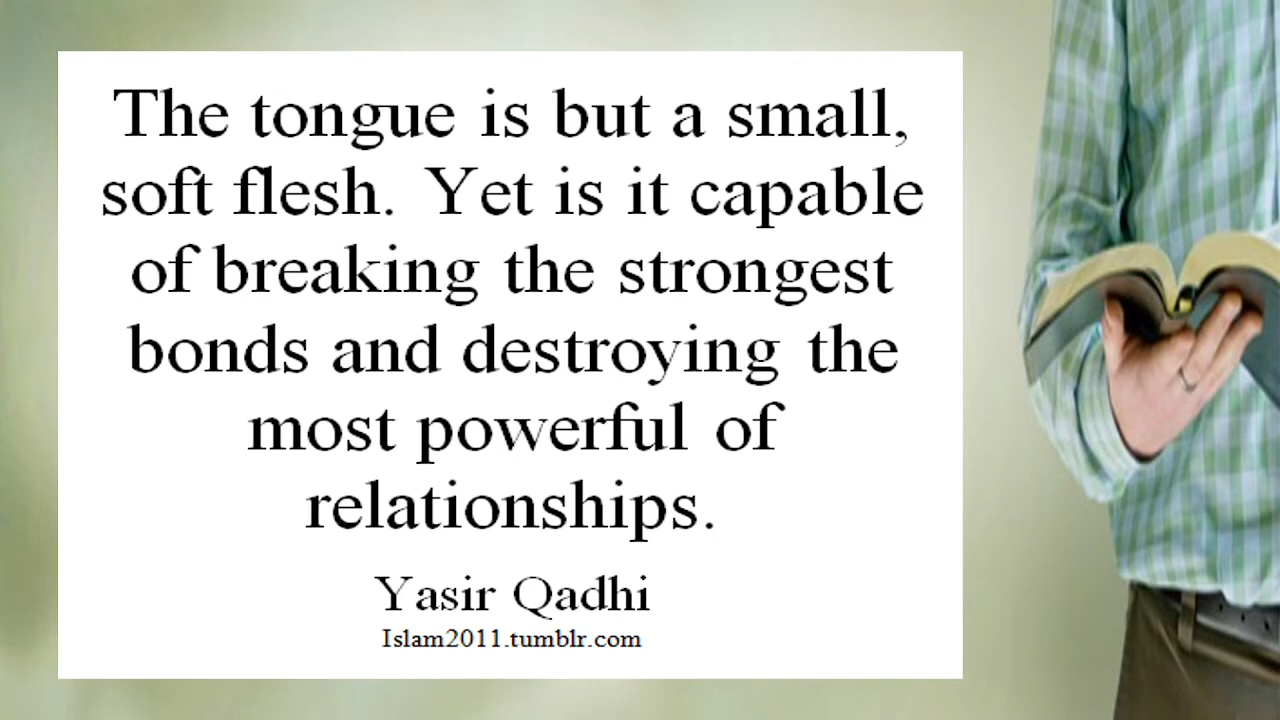 The tongue is but a small,
soft flesh. Yet is it capable
of breaking the strongest
bonds and destroying the
most powerful of
relationships.
Yasir Qadhi
Islam2011.tumblr.com